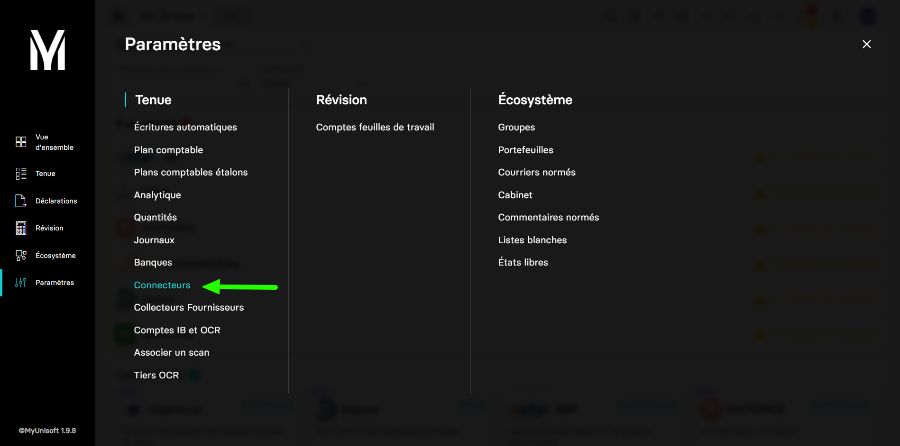 Paramètres
Vue
d'ensemble
Tenue
Déclarations
Révision
Écosystème
Paramètres
©MyUnisoft 1.9.8
Tenue
Écritures automatiques
Plan comptable
Plans comptables étalons
Analytique
Quantités
Journaux
Banques
Connecteurs
Collecteurs Fournisseurs
Comptes IB et OCR
Associer un scan
Tiers OCR
Révision
Comptes feuilles de travail
Écosystème
Groupes
Portefeuilles
Courriers normés
Cabinet
Commentaires normés
Listes blanches
États libres